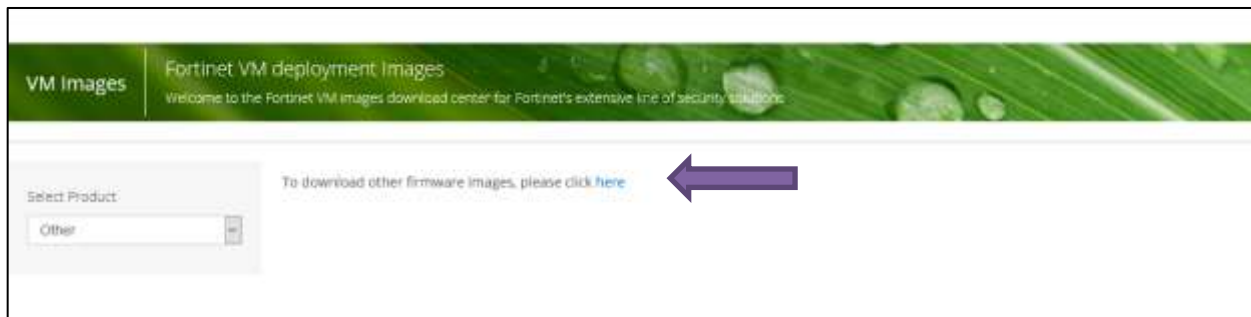 VM Images
Fortinet VM deployment Images
Welcome to the Fortinet VM images download center for Fortinet's extensive line of security solutions
To download other firmware images, please click here
Select Product
Other